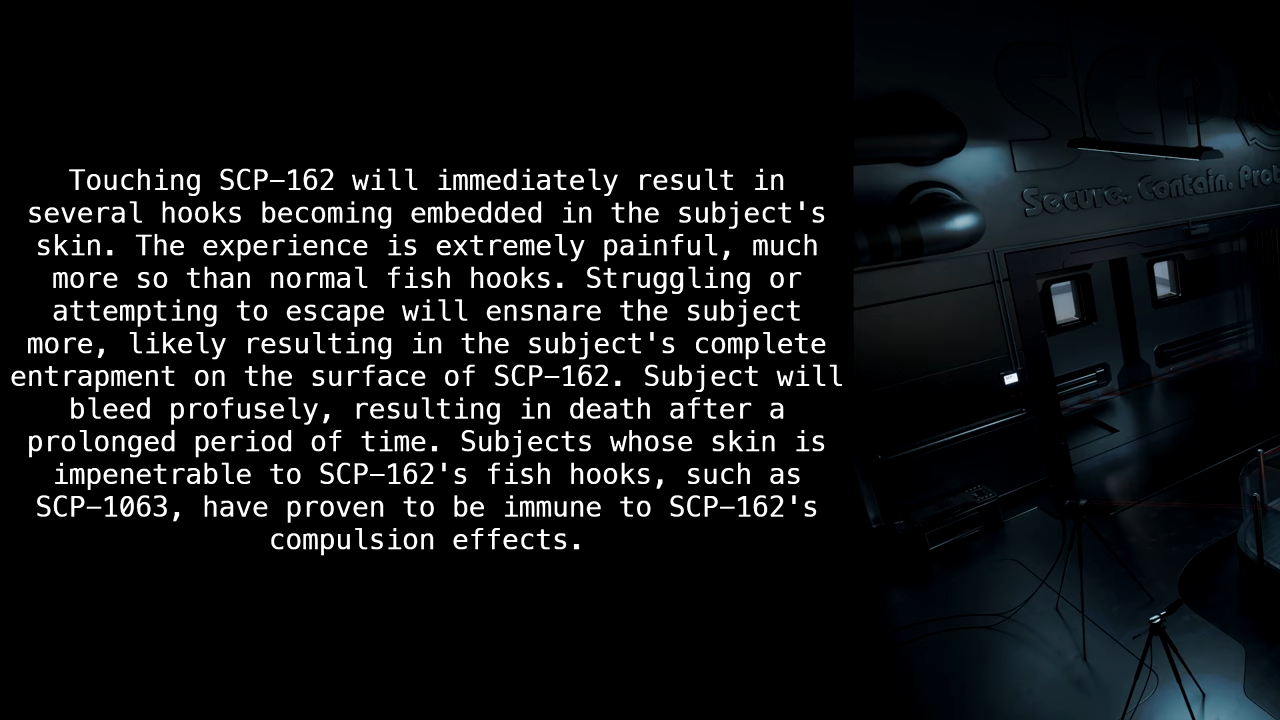 Touching SCP-162 will immediately result in
several hooks becoming embedded in the subject's
skin. The experience is extremely painful, much
more so than normal fish hooks. Struggling or
attempting to escape will ensnare the subject
more, likely resulting in the subject's complete
entrapment on the surface of SCP-162. Subject will
bleed profusely, resulting in death after a
prolonged period of time. Subjects whose skin is
impenetrable to SCP-162's fish hooks, such as
SCP-1063, have proven to be immune to SCP-162's
compulsion effects.
SCP
Secure. Contain. Prot